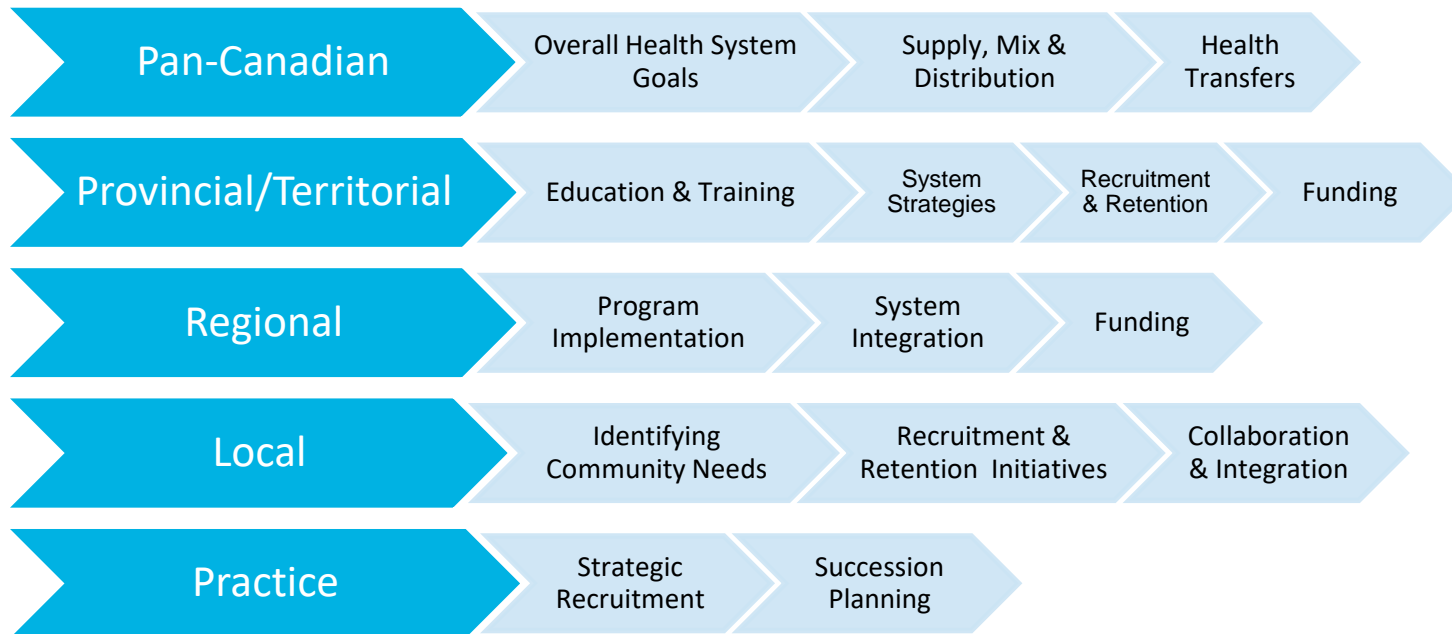 Pan-Canadian
Overall Health System
Goals
Supply, Mix &
Distribution
Health
Transfers
Provincial/Territorial
Education & Training
System
Strategies
Recruitment
& Retention
Funding
Regional
Program
Implementation
System
Integration
Funding
Local
Identifying
Community Needs
Recruitment &
Retention  Initiatives
Collaboration
& Integration
Practice
Strategic
Recruitment
Succession
Planning